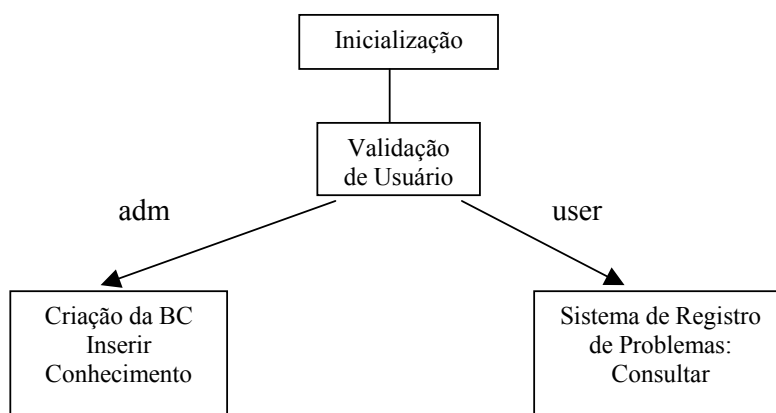 Inicialização
Validação
de Usuário
adm
user
Criação da BC
Inserir
Conhecimento
Sistema de Registro
de Problemas:
Consultar